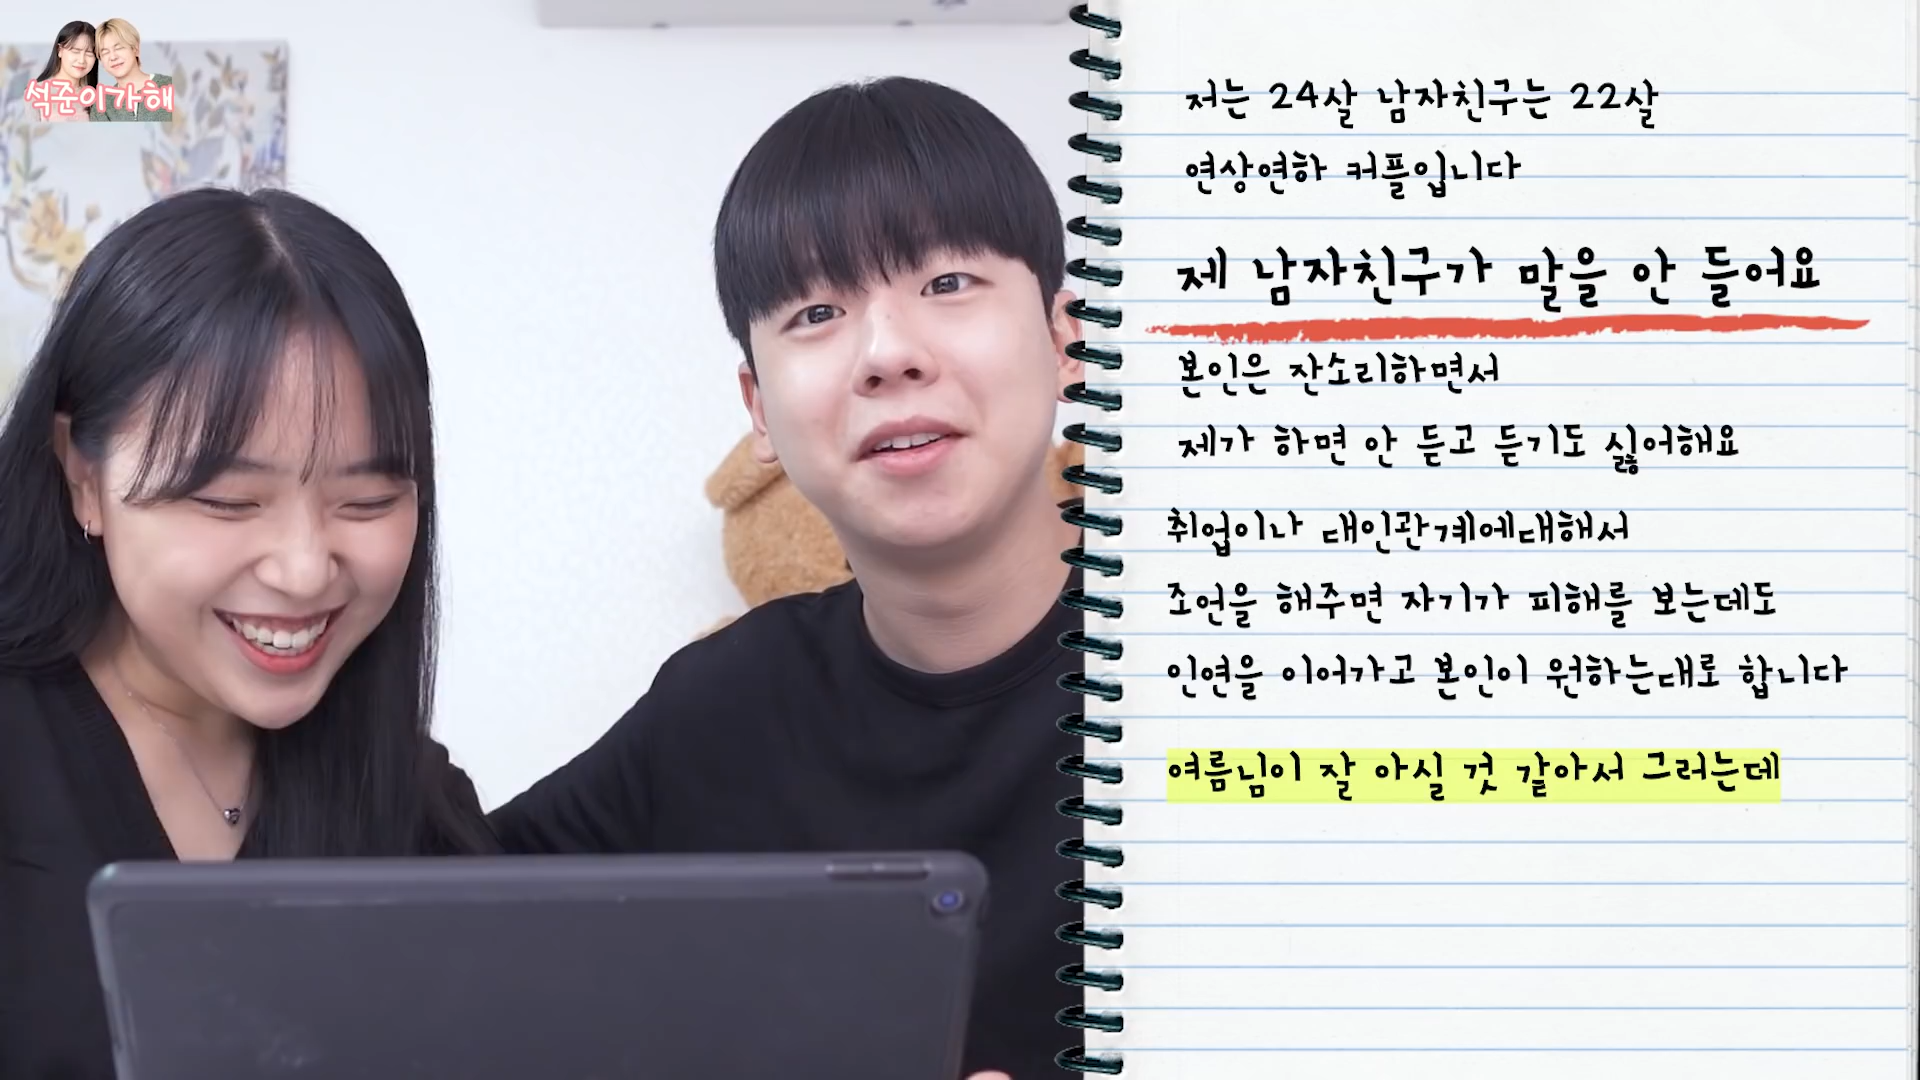 석준이가해
저는 24살 남자친구는 22살
연상연하 커플입니다
제 남자친구가 말을 안 들어요
본인은 잔소리하면서
제가 하면 안 듣고 듣기도 싫어해요
취업이나 대인관계에대해서
조언을 해주면 자기가 피해를 보는데도
인연을 이어가고 본인이 원하는대로 합니다
여름님이 잘 아실 것 같아서 그러는데